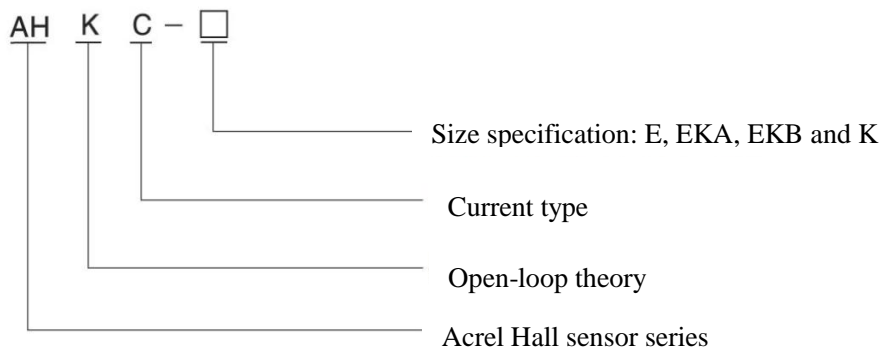 AH K C – □
Size specification: E, EKA, EKB and K
Current type
Open-loop theory
Acrel Hall sensor series